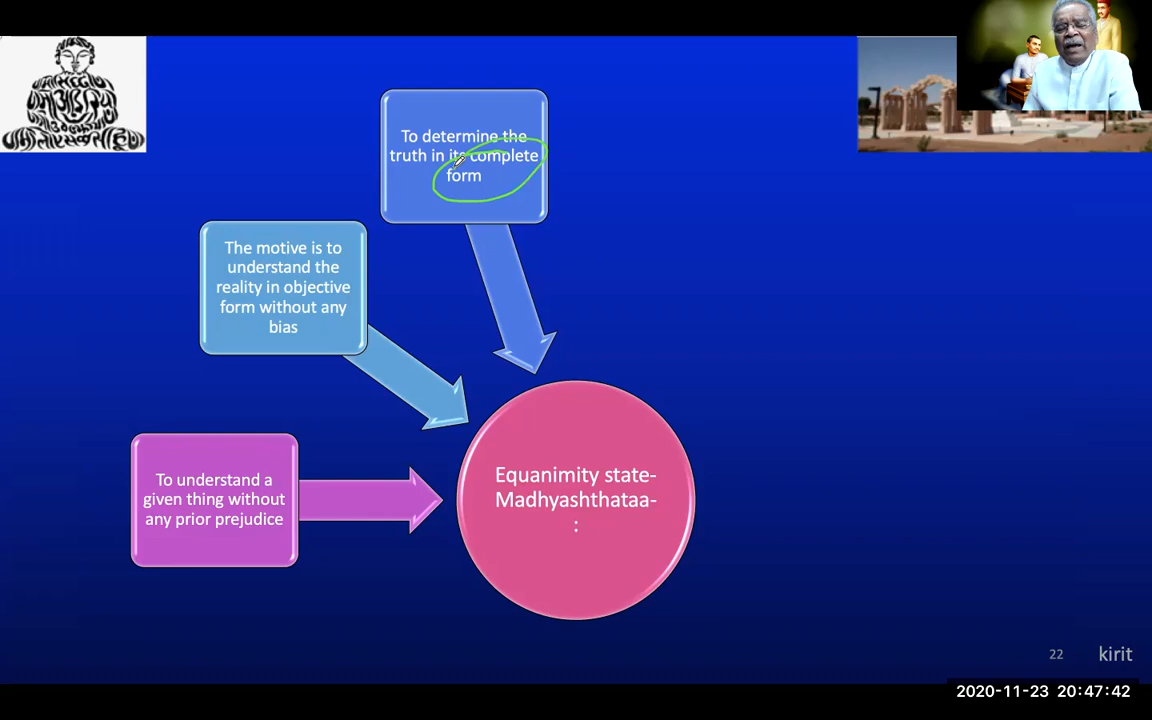 To determine the
truth in its complete
form
The motive is to
understand the
reality in objective
form without any
bias
To understand a
given thing without
any prior prejudice
Equanimity state-
Madhyashthataa-
:
22
kirit
2020-11-23 20:47:42